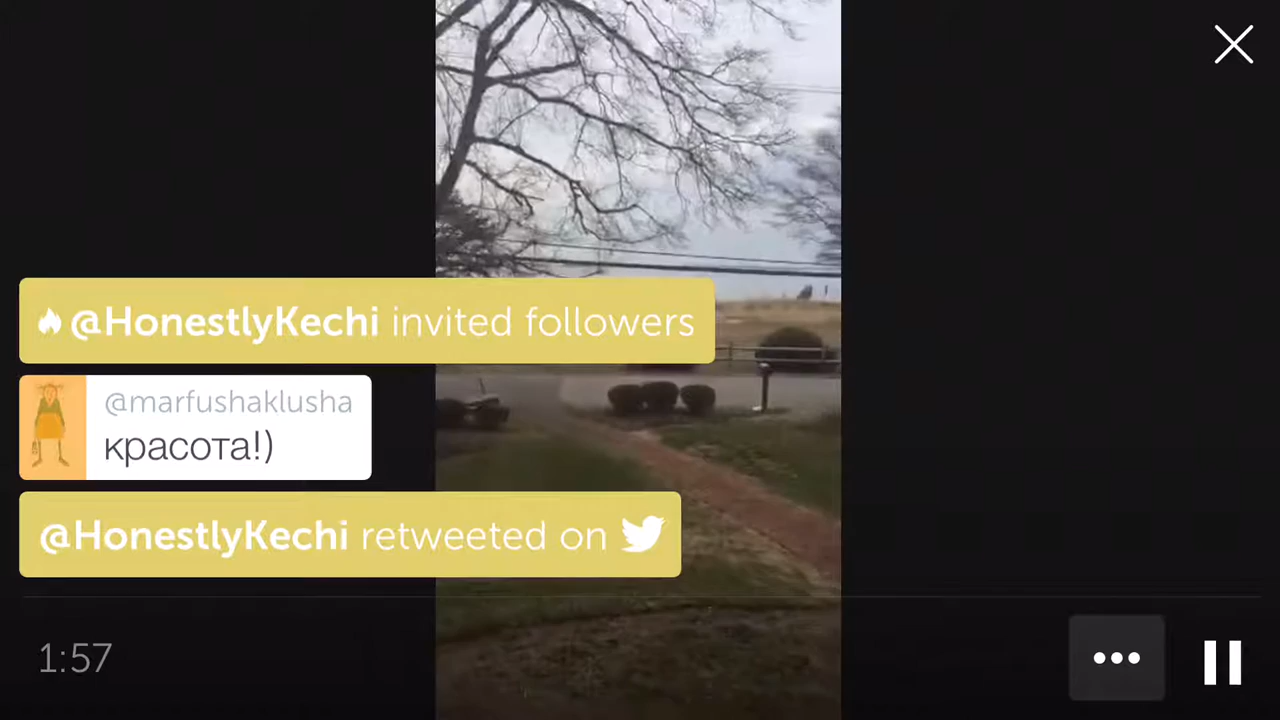 @HonestlyKechi invited followers
@marfushaklusha
красота!)
@HonestlyKechi retweeted on
1:57